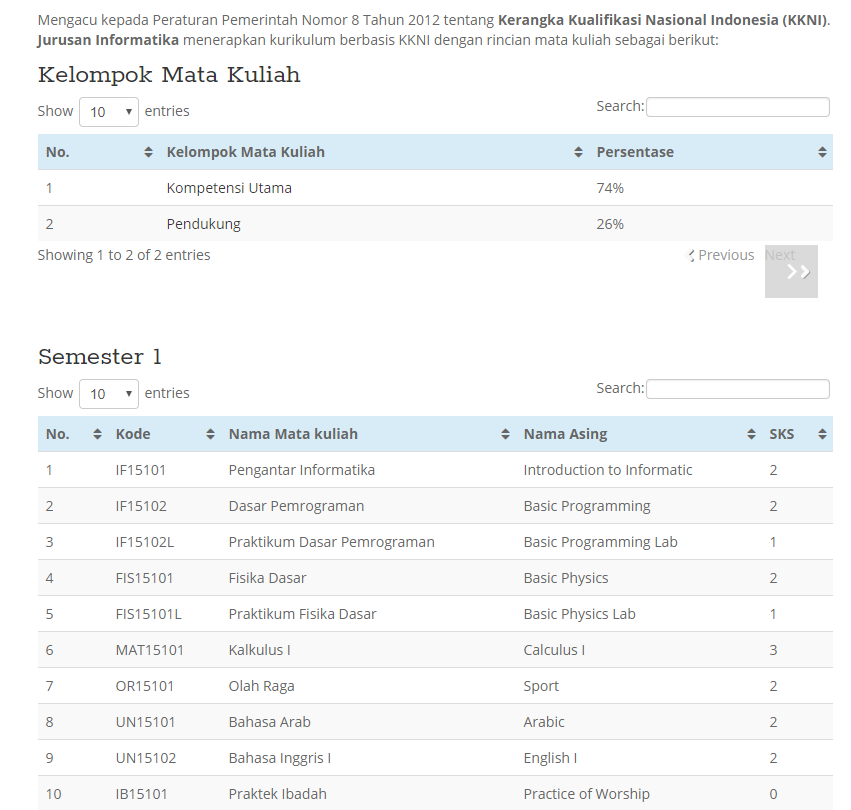 Mengacu kepada Peraturan Pemerintah Nomor 8 Tahun 2012 tentang Kerangka Kualifikasi Nasional Indonesia (KKNI).
Jurusan Informatika menerapkan kurikulum berbasis KKNI dengan rincian mata kuliah sebagai berikut:
Kelompok Mata Kuliah
Show 10 entries Search:
No. Kelompok Mata Kuliah Persentase
1 Kompetensi Utama 74%
2 Pendukung 26%
Showing 1 to 2 of 2 entries Previous Next
Semester 1
Show 10 entries Search:
No. Kode Nama Mata kuliah Nama Asing SKS
1 IF15101 Pengantar Informatika Introduction to Informatic 2
2 IF15102 Dasar Pemrograman Basic Programming 2
3 IF15102L Praktikum Dasar Pemrograman Basic Programming Lab 1
4 FIS15101 Fisika Dasar Basic Physics 2
5 FIS15101L Praktikum Fisika Dasar Basic Physics Lab 1
6 MAT15101 Kalkulus I Calculus I 3
7 OR15101 Olah Raga Sport 2
8 UN15101 Bahasa Arab Arabic 2
9 UN15102 Bahasa Inggris I English I 2
10 IB15101 Praktek Ibadah Practice of Worship 0